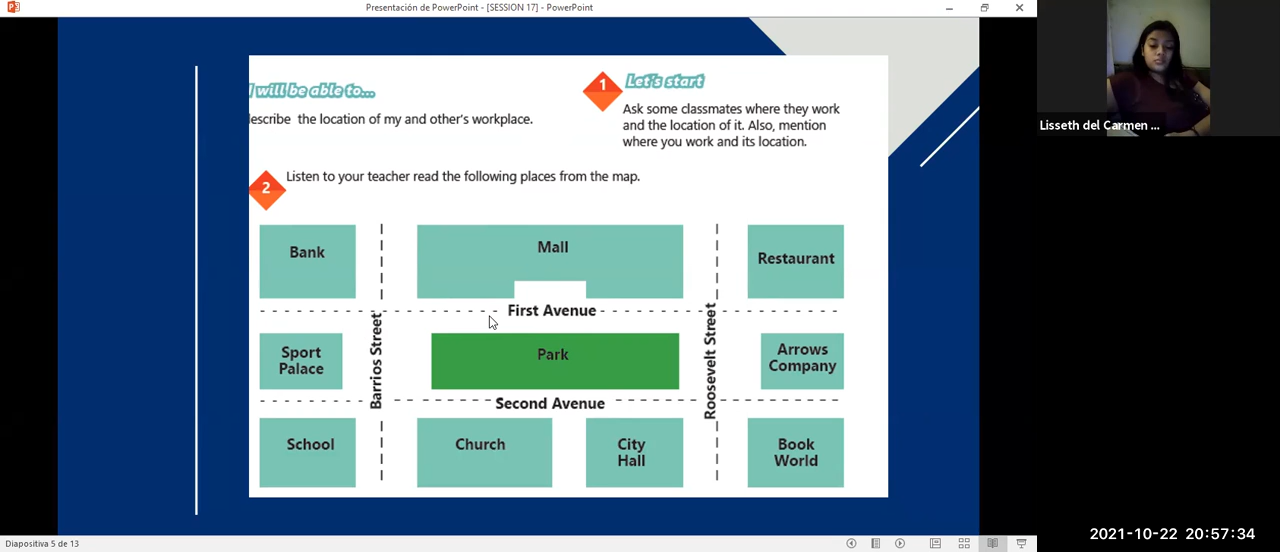 Presentación de PowerPoint - [SESSION 17] - PowerPoint
I will be able to...
describe the location of my and other's workplace.
1
Let's start
Ask some classmates where they work
and the location of it. Also, mention
where you work and its location.
2
Listen to your teacher read the following places from the map.
Bank
Mall
Restaurant
First Avenue
Barrios Street
Roosevelt Street
Sport
Palace
Park
Arrows
Company
Second Avenue
School
Church
City
Hall
Book
World
Lisseth del Carmen ...
2021-10-22 20:57:34
Diapositiva 5 de 13